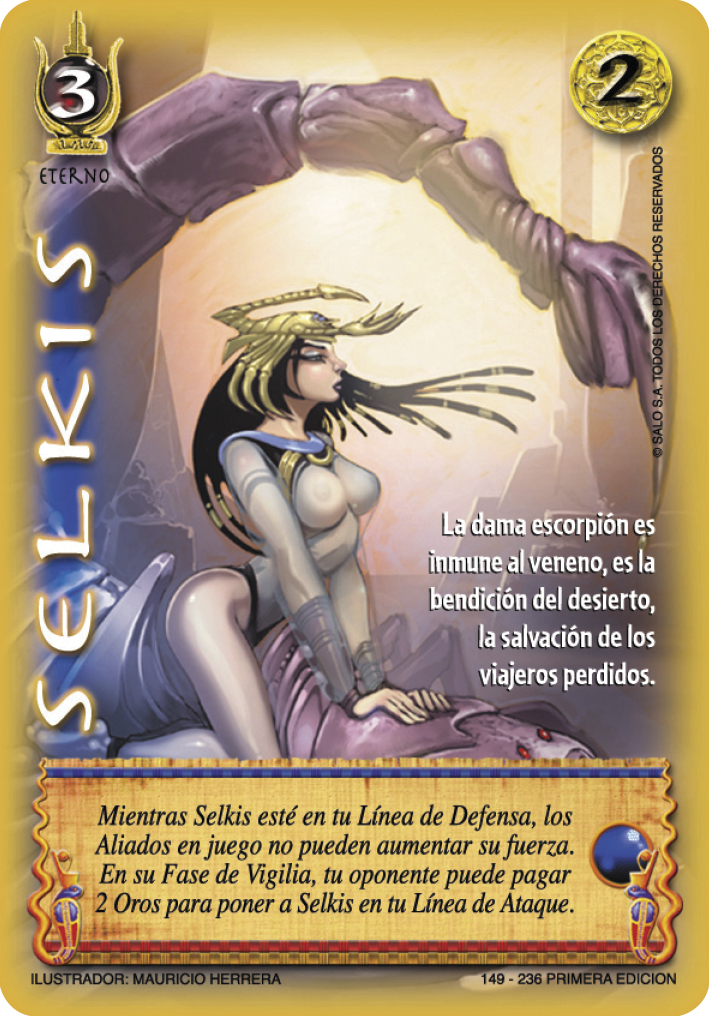 3
2
ETERNO
SELKIS
© SALO S.A. TODOS LOS DERECHOS RESERVADOS
La dama escorpión es
inmune al veneno, es la
bendición del desierto,
la salvación de los
viajeros perdidos.
Mientras Selkis esté en tu Línea de Defensa, los
Aliados en juego no pueden aumentar su fuerza.
En su Fase de Vigilia, tu oponente puede pagar
2 Oros para poner a Selkis en tu Línea de Ataque.
ILUSTRADOR: MAURICIO HERRERA
149 - 236 PRIMERA EDICION